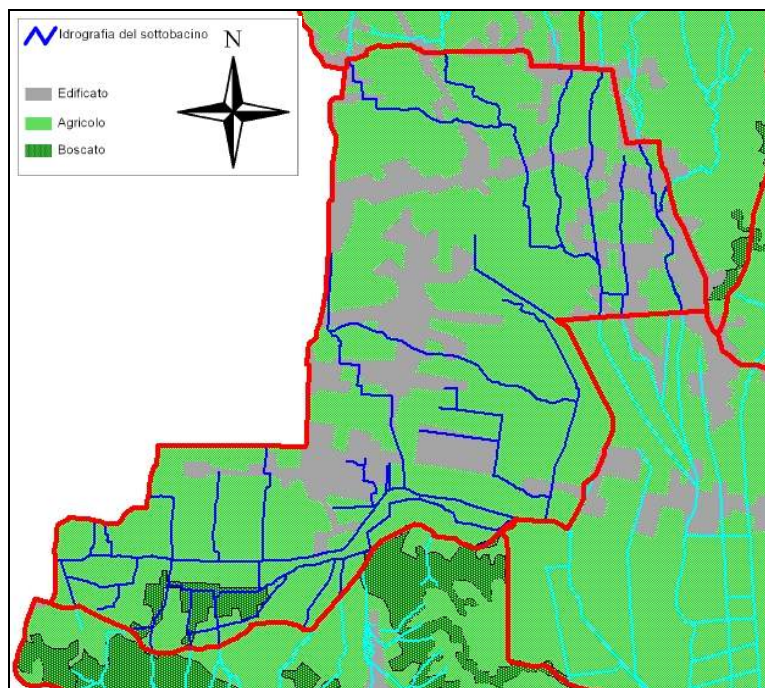 Idrografia del sottobacino
N
Edificato
Agricolo
Boscato